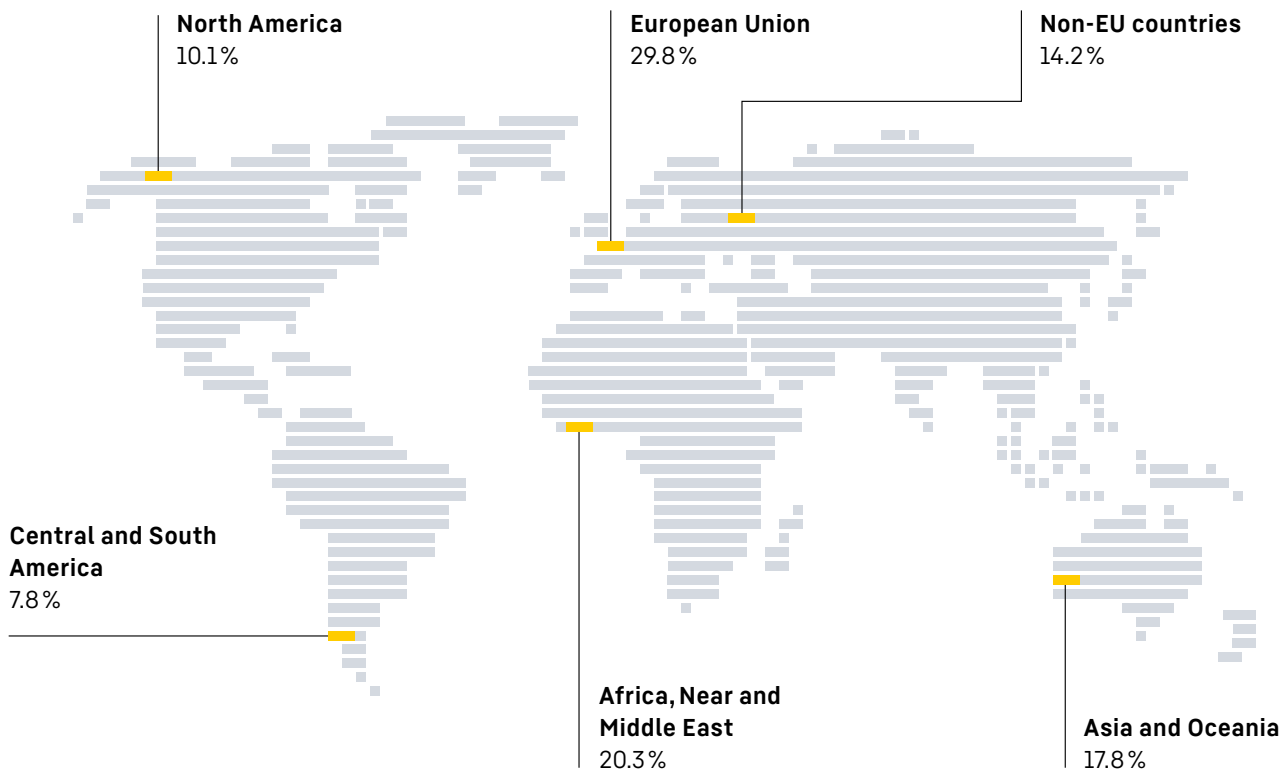 North America
10.1 %
European Union
29.8 %
Non-EU countries
14.2 %
Central and South
America
7.8 %
Africa, Near and
Middle East
20.3 %
Asia and Oceania
17.8 %